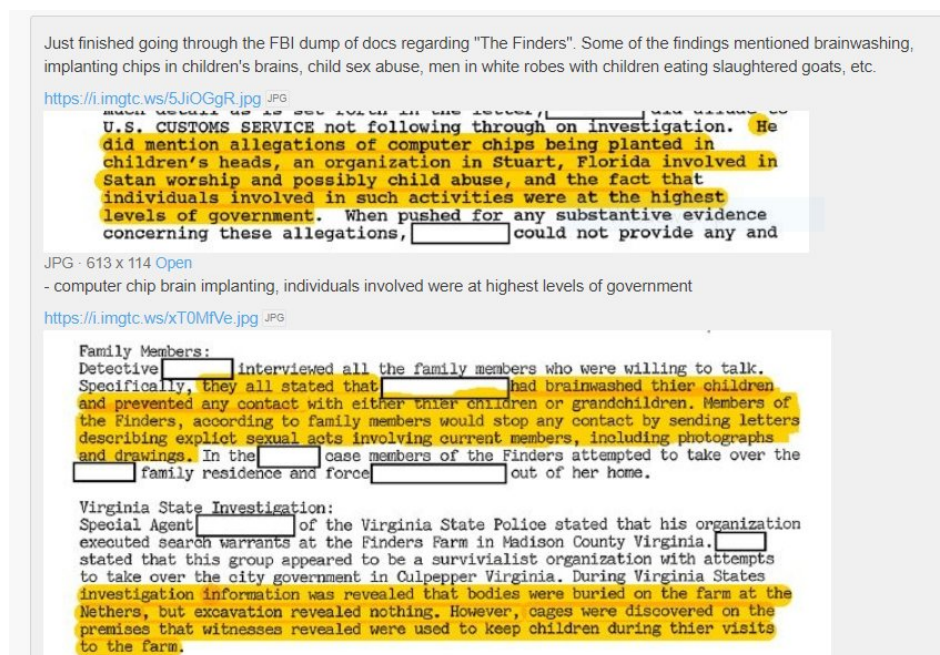 Just finished going through the FBI dump of docs regarding "The Finders". Some of the findings mentioned brainwashing,
implanting chips in children's brains, child sex abuse, men in white robes with children eating slaughtered goats, etc.
https://i.imgtc.ws/5JiOGgR.jpg JPG
U.S. CUSTOMS SERVICE not following through on investigation. He
did mention allegations of computer chips being planted in
children's heads, an organization in Stuart, Florida involved in
Satan worship and possibly child abuse, and the fact that
individuals involved in such activities were at the highest
levels of government. When pushed for any substantive evidence
concerning these allegations, could not provide any and
JPG · 613 x 114 Open
- computer chip brain implanting, individuals involved were at highest levels of government
https://i.imgtc.ws/xT0MfVe.jpg JPG
Family Members:
Detective interviewed all the family members who were willing to talk.
Specifically, they all stated that had brainwashed thier children
and prevented any contact with either thier children or grandchildren. Members of
the Finders, according to family members would stop any contact by sending letters
describing explict sexual acts involving current members, including photographs
and drawings. In the case members of the Finders attempted to take over the
family residence and force out of her home.
Virginia State Investigation:
Special Agent of the Virginia State Police stated that his organization
executed search warrants at the Finders Farm in Madison County Virginia.
stated that this group appeared to be a survivialist organization with attempts
to take over the city government in Culpepper Virginia. During Virginia States
investigation information was revealed that bodies were buried on the farm at the
Nethers, but excavation revealed nothing. However, cages were discovered on the
premises that witnesses revealed were used to keep children during thier visits
to the farm.